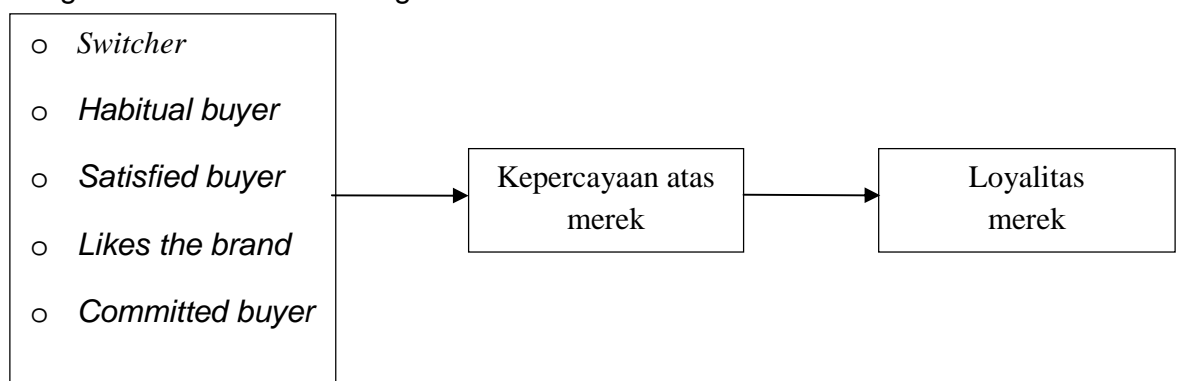 o Switcher
o Habitual buyer
o Satisfied buyer
o Likes the brand
o Committed buyer
Kepercayaan atas
merek
Loyalitas
merek